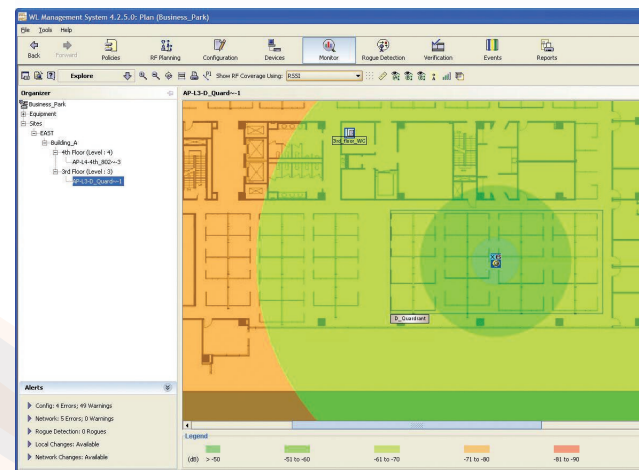 WL Management System 4.2.5.0: Plan (Business_Park)
File Tools Help
Back Forward Policies RF Planning Configuration Devices Monitor Rogue Detection Verification Events Reports
Explore Show RF Coverage Using: RSSI
Organizer
AP-L3-D_Quard~-1
Business_Park
Equipment
Sites
EAST
Building_A
4th Floor (Level : 4)
AP-L4-4th_802~-3
3rd Floor (Level : 3)
AP-L3-D_Quard~-1
3rd_floor_WC
D_Quardrant
Alerts
Config: 4 Errors; 49 Warnings
Network: 5 Errors; 0 Warnings
Rogue Detection: 0 Rogues
Local Changes: Available
Network Changes: Available
Legend
(dB) > -50 -51 to -60 -61 to -70 -71 to -80 -81 to -90